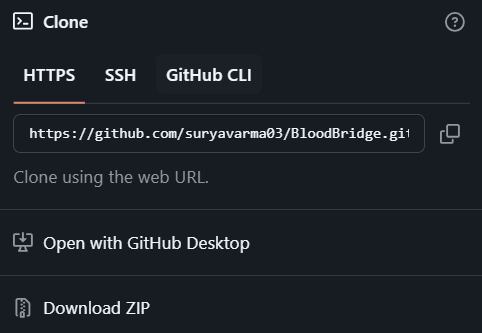 Clone
HTTPS SSH GitHub CLI
https://github.com/suryavarma03/BloodBridge.git
Clone using the web URL.
Open with GitHub Desktop
Download ZIP